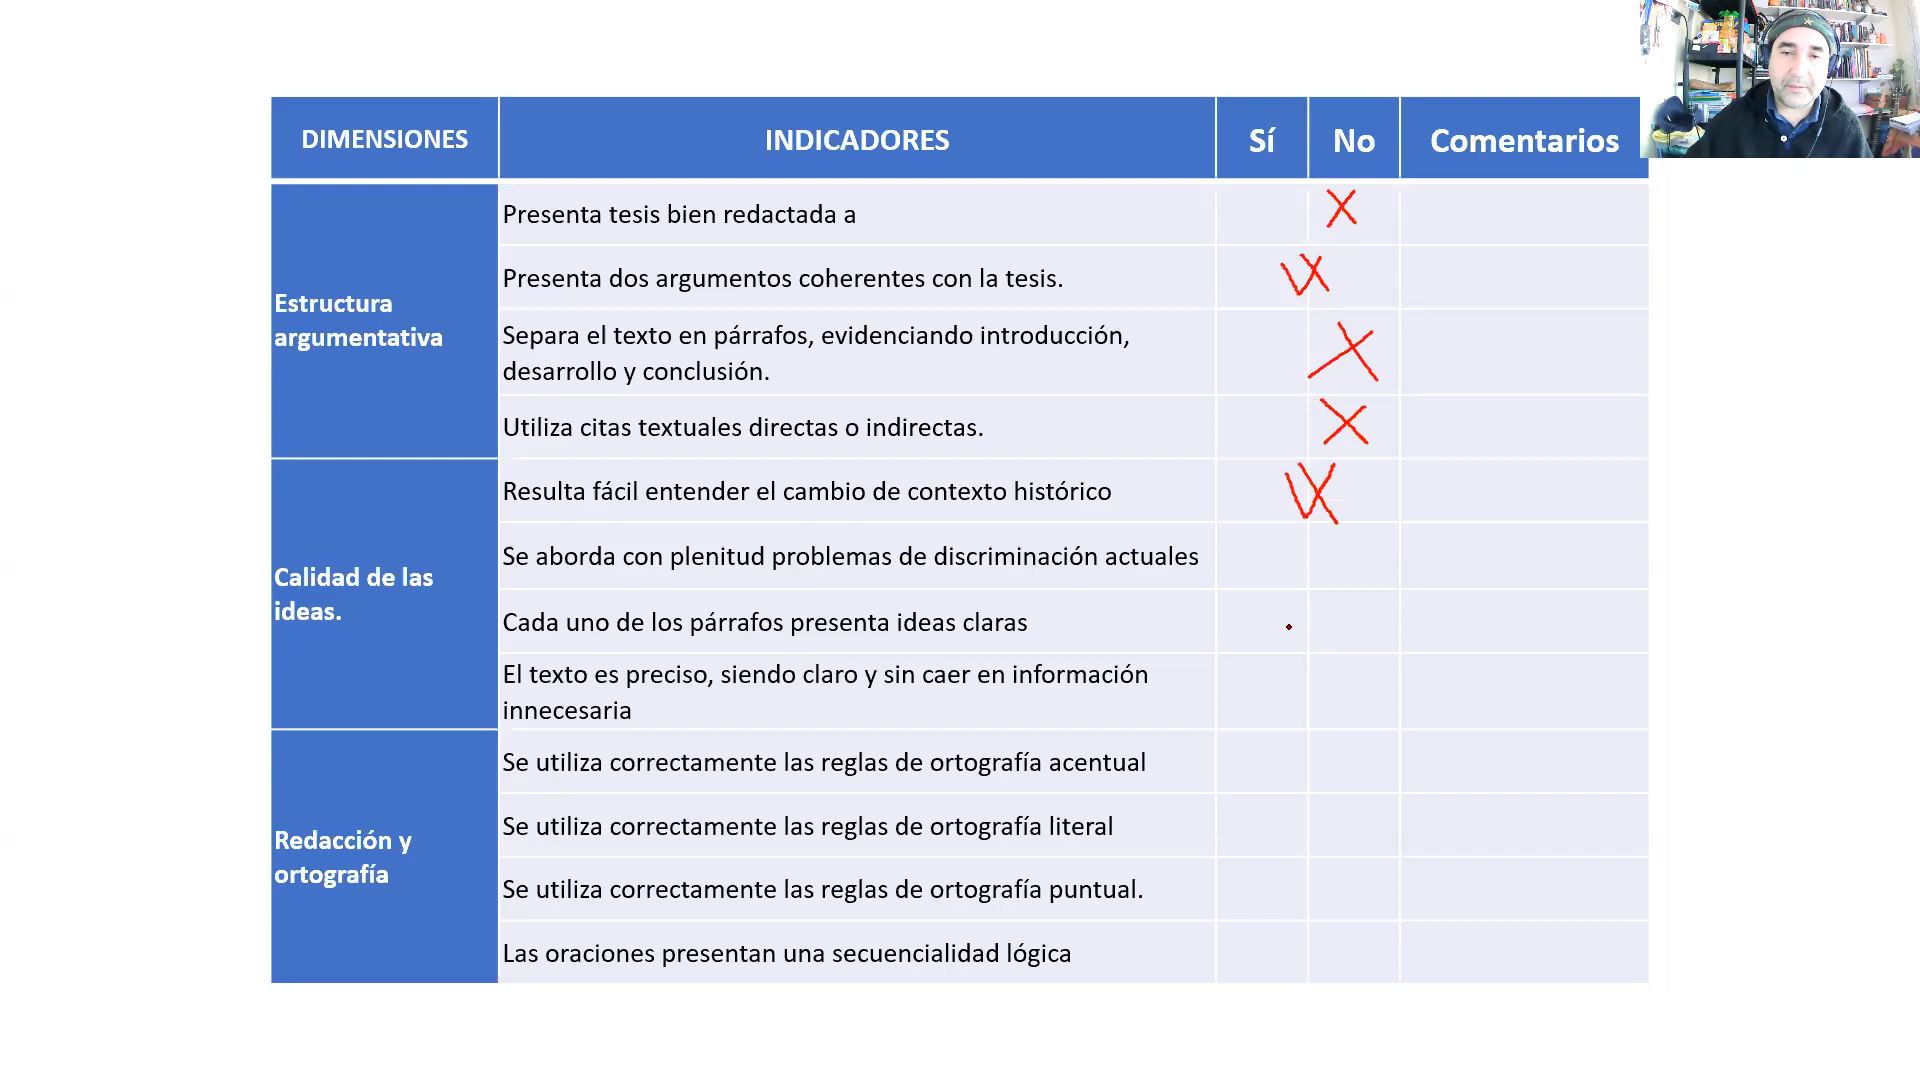 DIMENSIONES INDICADORES Sí No Comentarios
Estructura
argumentativa
Presenta tesis bien redactada a
Presenta dos argumentos coherentes con la tesis.
Separa el texto en párrafos, evidenciando introducción,
desarrollo y conclusión.
Utiliza citas textuales directas o indirectas.
Calidad de las
ideas.
Resulta fácil entender el cambio de contexto histórico
Se aborda con plenitud problemas de discriminación actuales
Cada uno de los párrafos presenta ideas claras
El texto es preciso, siendo claro y sin caer en información
innecesaria
Redacción y
ortografía
Se utiliza correctamente las reglas de ortografía acentual
Se utiliza correctamente las reglas de ortografía literal
Se utiliza correctamente las reglas de ortografía puntual.
Las oraciones presentan una secuencialidad lógica